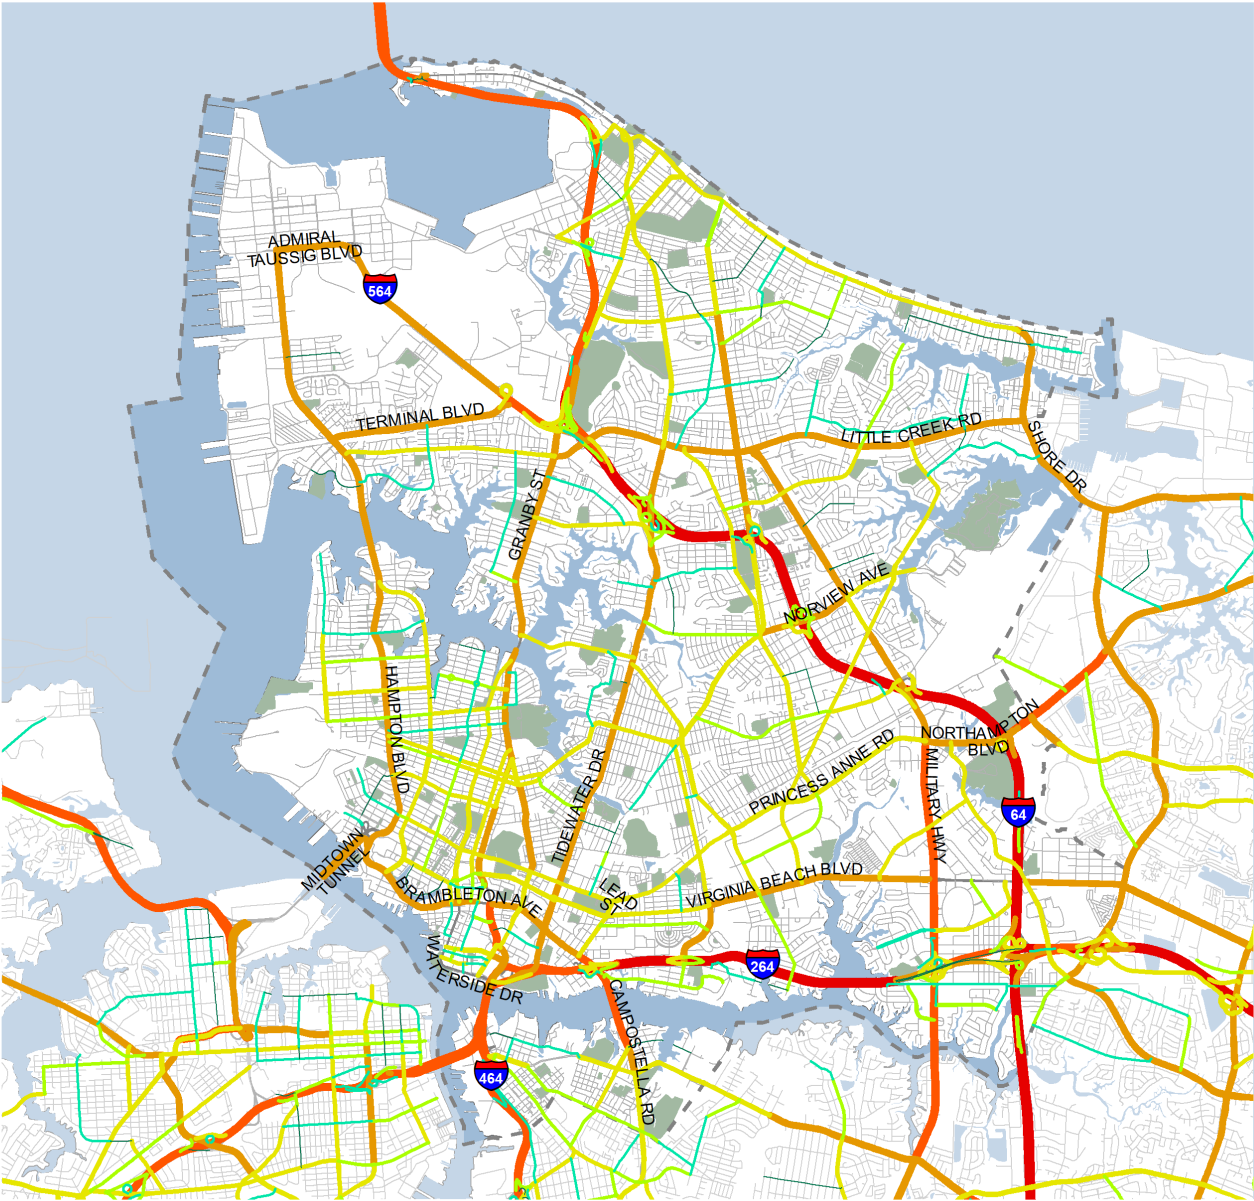 ADMIRAL
TAUSSIG BLVD
564
TERMINAL BLVD
LITTLE CREEK RD
SHORE DR
GRANBY ST
NORVIEW AVE
HAMPTON BLVD
NORTHAMPTON
BLVD
PRINCESS ANNE RD
MILITARY HWY
TIDEWATER DR
64
MIDTOWN
TUNNEL
BRAMBLETON AVE
LEAD
ST
VIRGINIA BEACH BLVD
WATERSIDE DR
264
CAMPOSTELLA RD
464